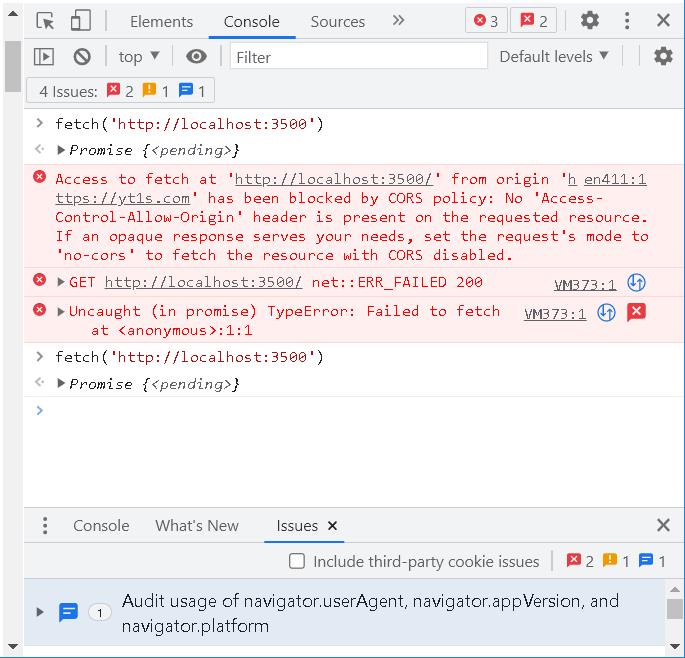 Elements Console Sources 3 2
top Filter Default levels
4 Issues: 2 1 1
fetch('http://localhost:3500')
Promise {<pending>}
Access to fetch at 'http://localhost:3500/' from origin 'h en411:1
ttps://yt1s.com' has been blocked by CORS policy: No 'Access-
Control-Allow-Origin' header is present on the requested resource.
If an opaque response serves your needs, set the request's mode to
'no-cors' to fetch the resource with CORS disabled.
GET http://localhost:3500/ net::ERR_FAILED 200 VM373:1
Uncaught (in promise) TypeError: Failed to fetch VM373:1
at <anonymous>:1:1
fetch('http://localhost:3500')
Promise {<pending>}
Console What's New Issues
Include third-party cookie issues 2 1 1
1 Audit usage of navigator.userAgent, navigator.appVersion, and
navigator.platform